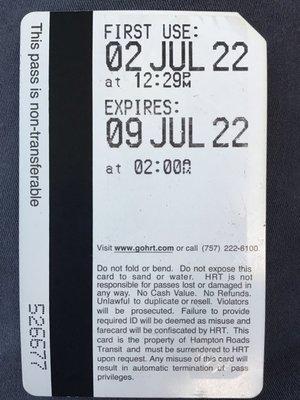 FIRST USE:
02 JUL 22
at 12:29PM
EXPIRES:
09 JUL 22
at 02:00AM
Visit www.gohrt.com or call (757) 222-6100
Do not fold or bend. Do not expose this
card to sand or water. HRT is not
responsible for passes lost or damaged in
any way. No Cash Value. No Refunds.
Unlawful to duplicate or resell. Violators
will be prosecuted. Failure to provide
required ID will be deemed as misuse and
farecard will be confiscated by HRT. This
card is the property of Hampton Roads
Transit and must be surrendered to HRT
upon request. Any misuse of this card will
result in automatic termination of pass
privileges.
This pass is non-transferable
526677